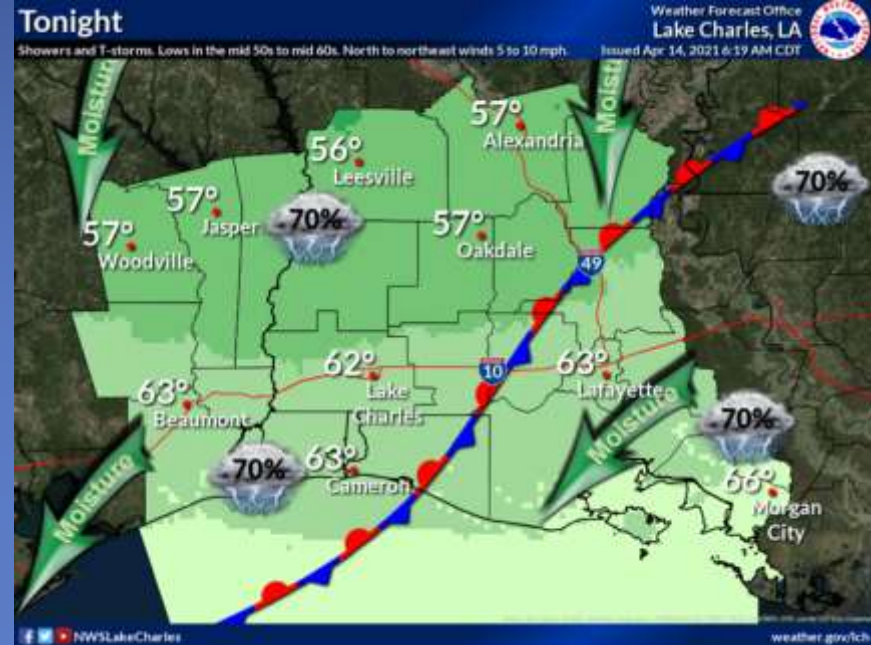 Tonight
Weather Forecast Office
Lake Charles, LA
Showers and T-storms. Lows in the mid 50s to mid 60s. North to northeast winds 5 to 10 mph.
Issued Apr 14, 2021 6:19 AM CDT
Moisture
Moisture
57°
Alexandria
56°
Leesville
70%
57°
Jasper
70%
57°
Oakdale
57°
Woodville
49
62°
Lake
Charles
10
63°
Lafayette
63°
Beaumont
Moisture
70%
Moisture
70%
63°
Cameron
66°
Morgan
City
NWSLakeCharles
weather.gov/lch